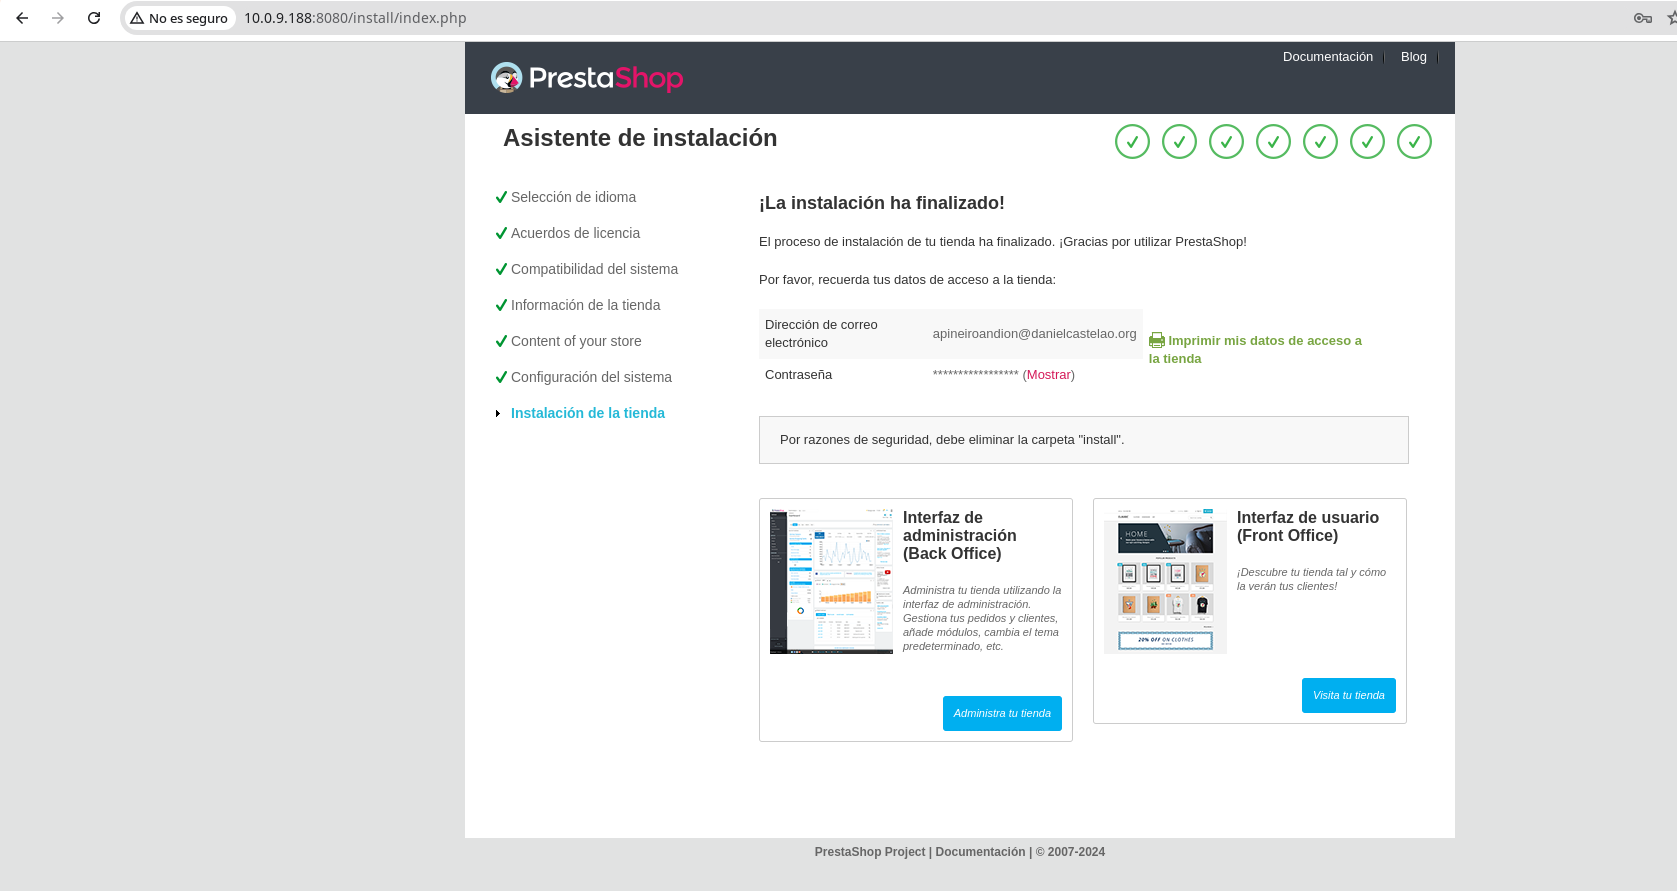 No es seguro 10.0.9.188:8080/install/index.php
Documentación Blog
PrestaShop
Asistente de instalación
Selección de idioma
Acuerdos de licencia
Compatibilidad del sistema
Información de la tienda
Content of your store
Configuración del sistema
Instalación de la tienda
¡La instalación ha finalizado!
El proceso de instalación de tu tienda ha finalizado. ¡Gracias por utilizar PrestaShop!
Por favor, recuerda tus datos de acceso a la tienda:
Dirección de correo
electrónico
apineiroandion@danielcastelao.org
Contraseña
***************** (Mostrar)
Imprimir mis datos de acceso a
la tienda
Por razones de seguridad, debe eliminar la carpeta "install".
Interfaz de
administración
(Back Office)
Administra tu tienda utilizando la
interfaz de administración.
Gestiona tus pedidos y clientes,
añade módulos, cambia el tema
predeterminado, etc.
Administra tu tienda
HOME
20% OFF ON CLOTHES
Interfaz de usuario
(Front Office)
¡Descubre tu tienda tal y cómo
la verán tus clientes!
Visita tu tienda
PrestaShop Project | Documentación | © 2007-2024